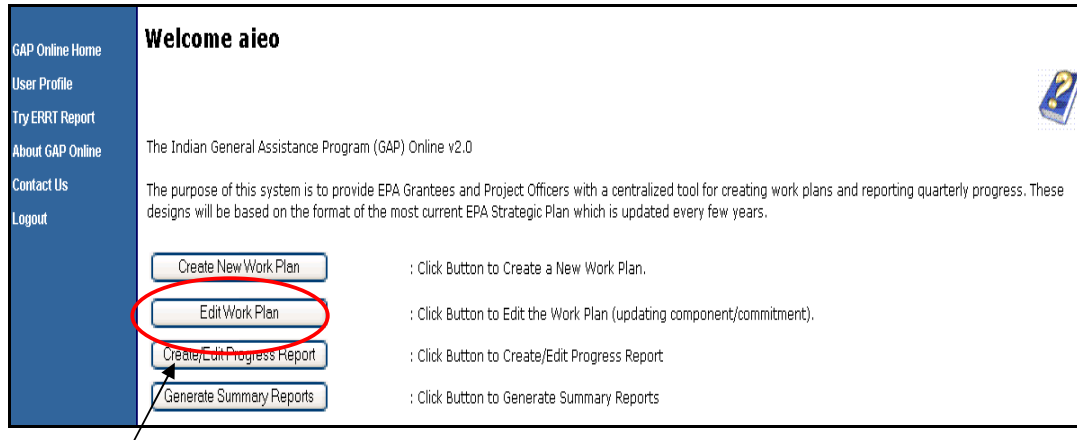 GAP Online Home
User Profile
Try ERRT Report
About GAP Online
Contact Us
Logout
Welcome aieo
The Indian General Assistance Program (GAP) Online v2.0
The purpose of this system is to provide EPA Grantees and Project Officers with a centralized tool for creating work plans and reporting quarterly progress. These
designs will be based on the format of the most current EPA Strategic Plan which is updated every few years.
Create New Work Plan : Click Button to Create a New Work Plan.
Edit Work Plan : Click Button to Edit the Work Plan (updating component/commitment).
Create/Edit Progress Report : Click Button to Create/Edit Progress Report
Generate Summary Reports : Click Button to Generate Summary Reports